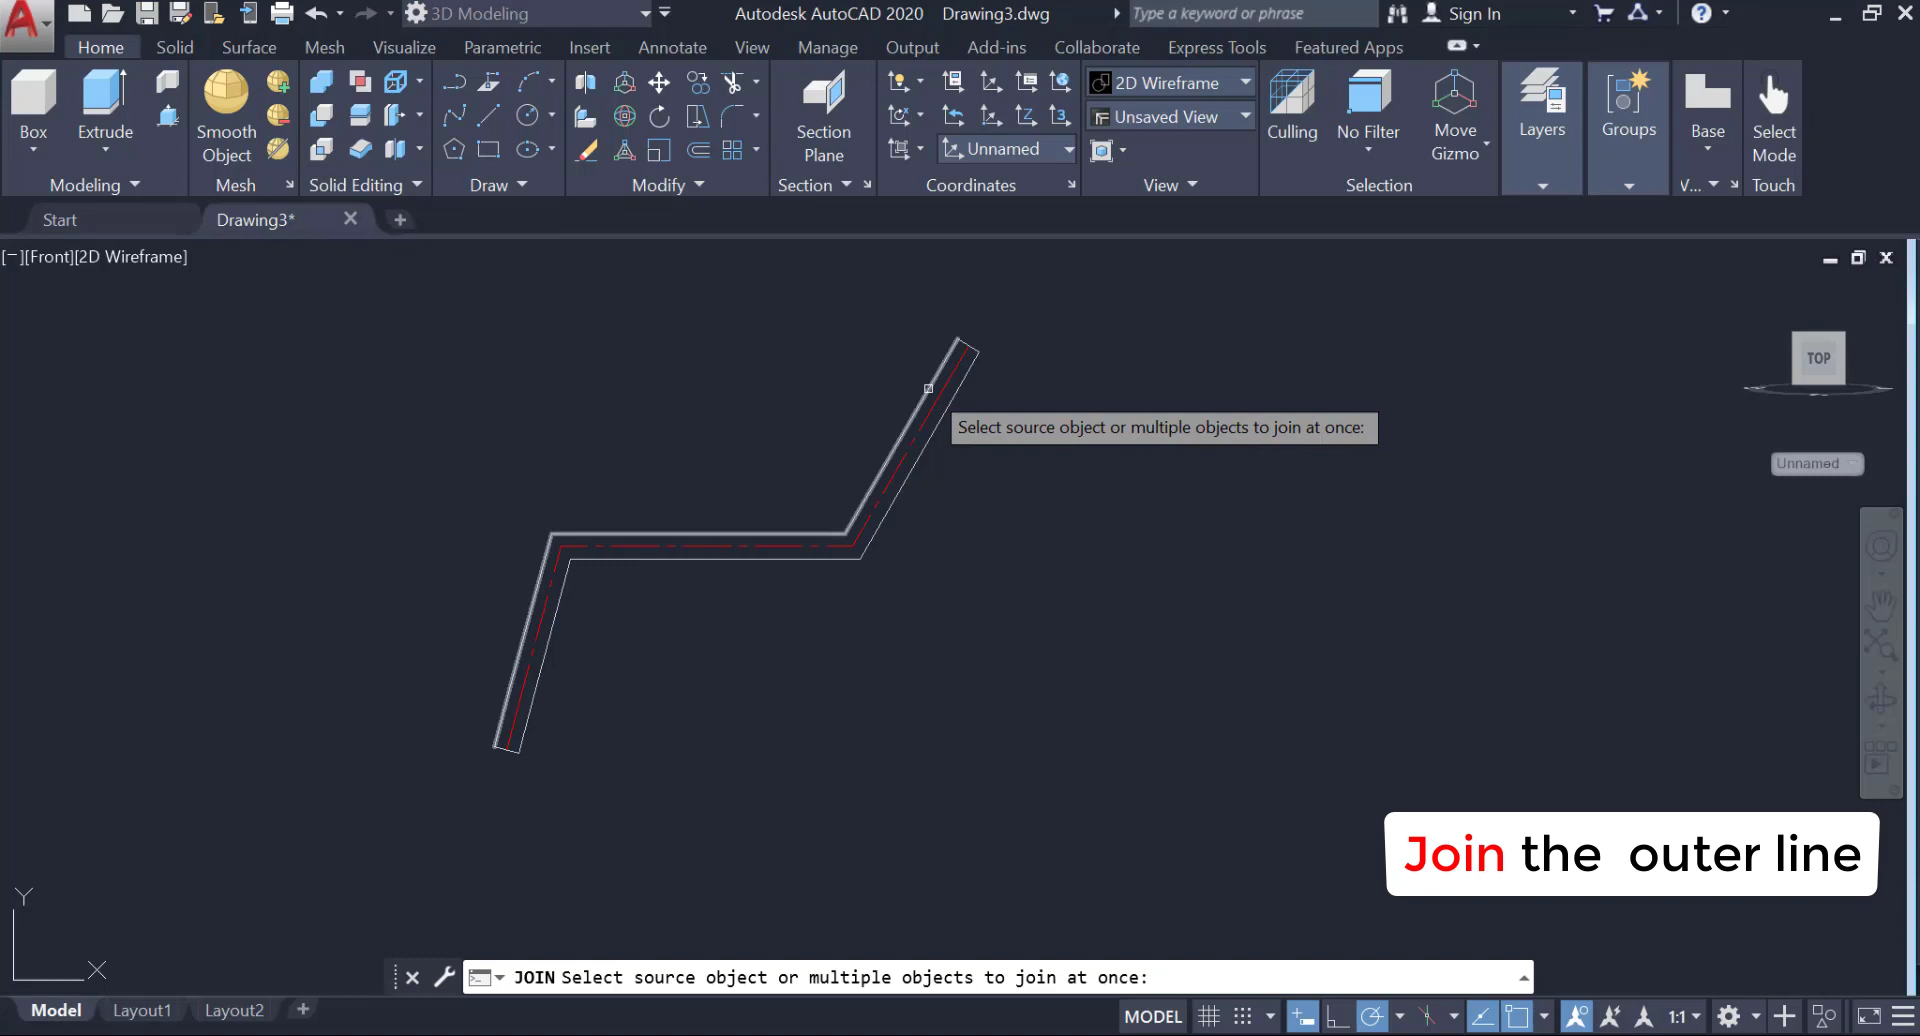 3D Modeling
Autodesk AutoCAD 2020 Drawing3.dwg
Type a keyword or phrase
Sign In
Home Solid Surface Mesh Visualize Parametric Insert Annotate View Manage Output Add-ins Collaborate Express Tools Featured Apps
Box
Extrude
Smooth
Object
Section
Plane
2D Wireframe
Unsaved View
Unnamed
Culling
No Filter
Move
Gizmo
Layers
Groups
Base
Select
Mode
Modeling Mesh Solid Editing Draw Modify Section Coordinates View Selection V... Touch
Start Drawing3*
[−][Front][2D Wireframe]
TOP
Select source object or multiple objects to join at once:
Unnamed
Join the outer line
Y
X
JOIN Select source object or multiple objects to join at once:
Model Layout1 Layout2
MODEL 1:1